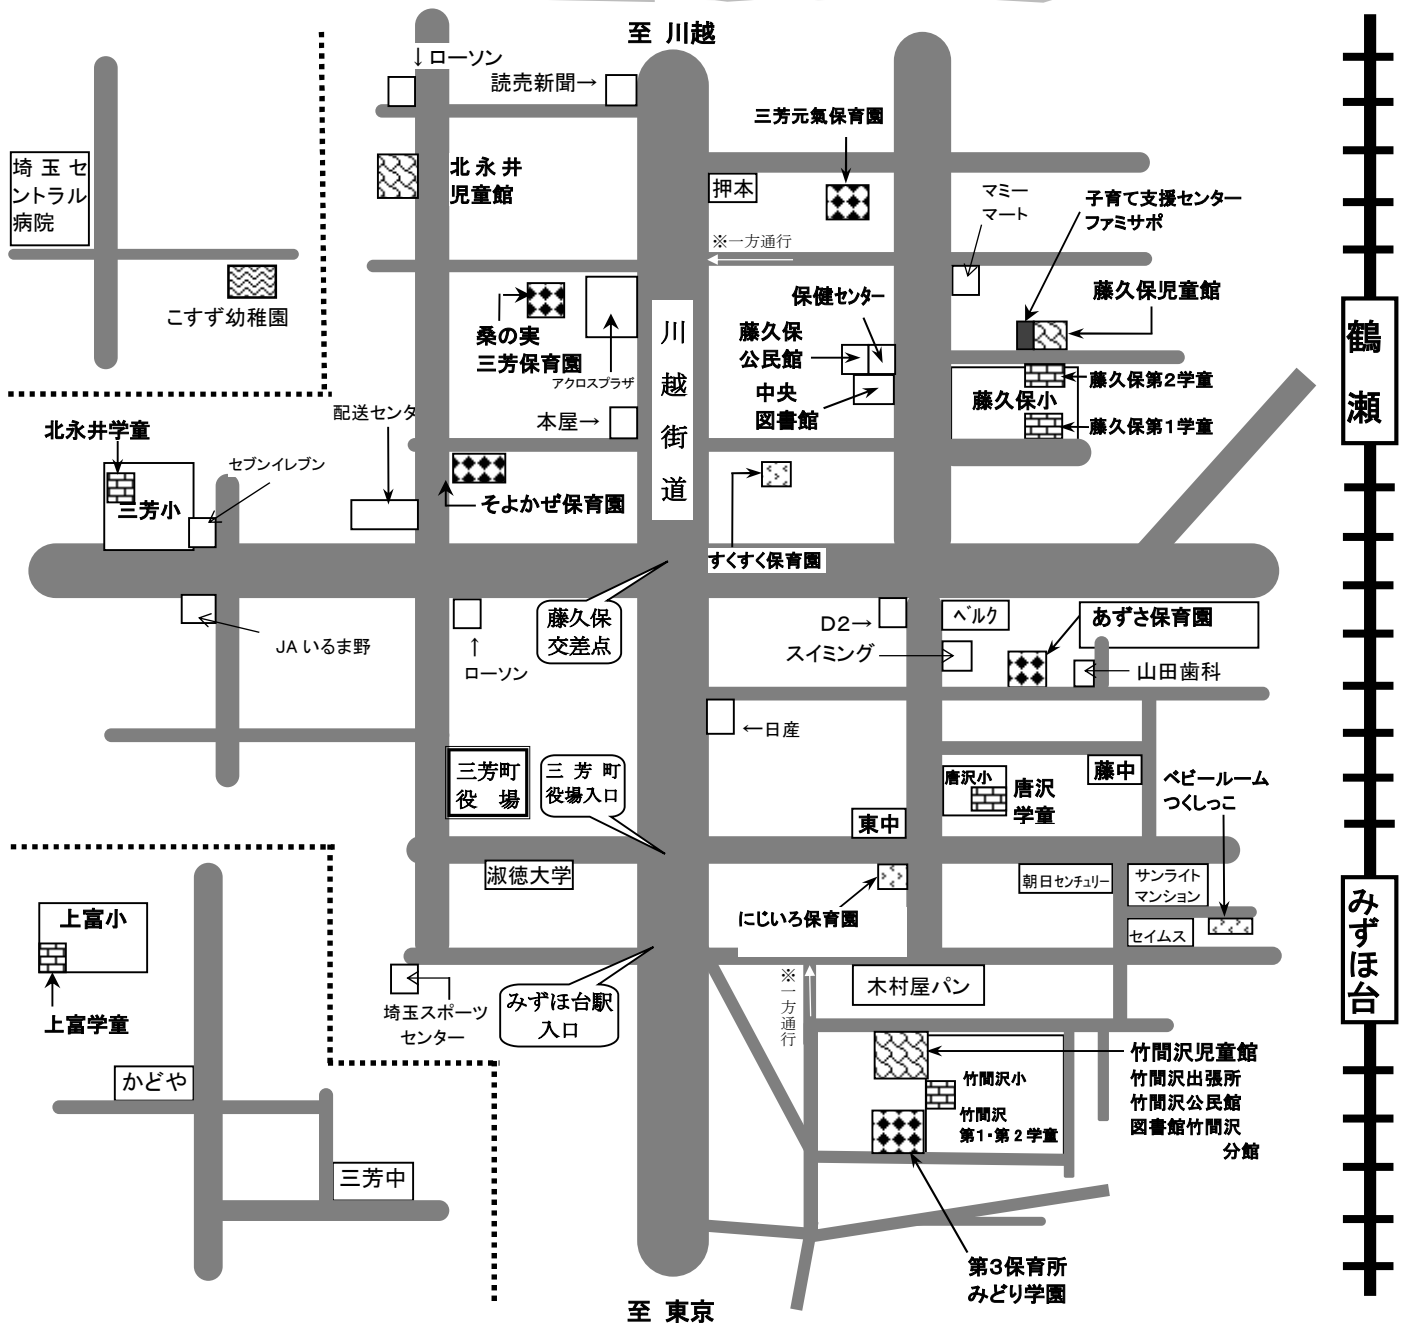 至 川越
↓ローソン
読売新聞→
三芳元氣保育園
埼 玉 セ
ントラル
病院
北 永 井
児童館
押本
マミー
マート
子育て支援センター
ファミサポ
※一方通行
こすず幼稚園
桑の実
三芳保育園
アクロスプラザ
川越街道
保健センター
藤久保
公民館
中央
図書館
藤久保児童館
藤久保第2学童
藤久保小
藤久保第1学童
鶴瀬
配送センタ
本屋→
北永井学童
セブンイレブン
三芳小
そよかぜ保育園
すくすく保育園
藤久保
交差点
JAいるま野
ローソン
D2→
ベルク
スイミング
あずさ保育園
山田歯科
←日産
三芳町
役 場
三 芳 町
役場入口
藤中
唐沢小
唐沢
学童
ベビールーム
つくしっこ
東中
淑徳大学
朝日センチュリー
サンライト
マンション
にじいろ保育園
セイムス
みずほ台
上富小
上富学童
埼玉スポーツ
センター
みずほ台駅
入口
※一方通行
木村屋パン
竹間沢児童館
竹間沢出張所
竹間沢公民館
図書館竹間沢
分館
竹間沢小
竹間沢
第1・第2学童
かどや
三芳中
第3保育所
みどり学園
至 東京